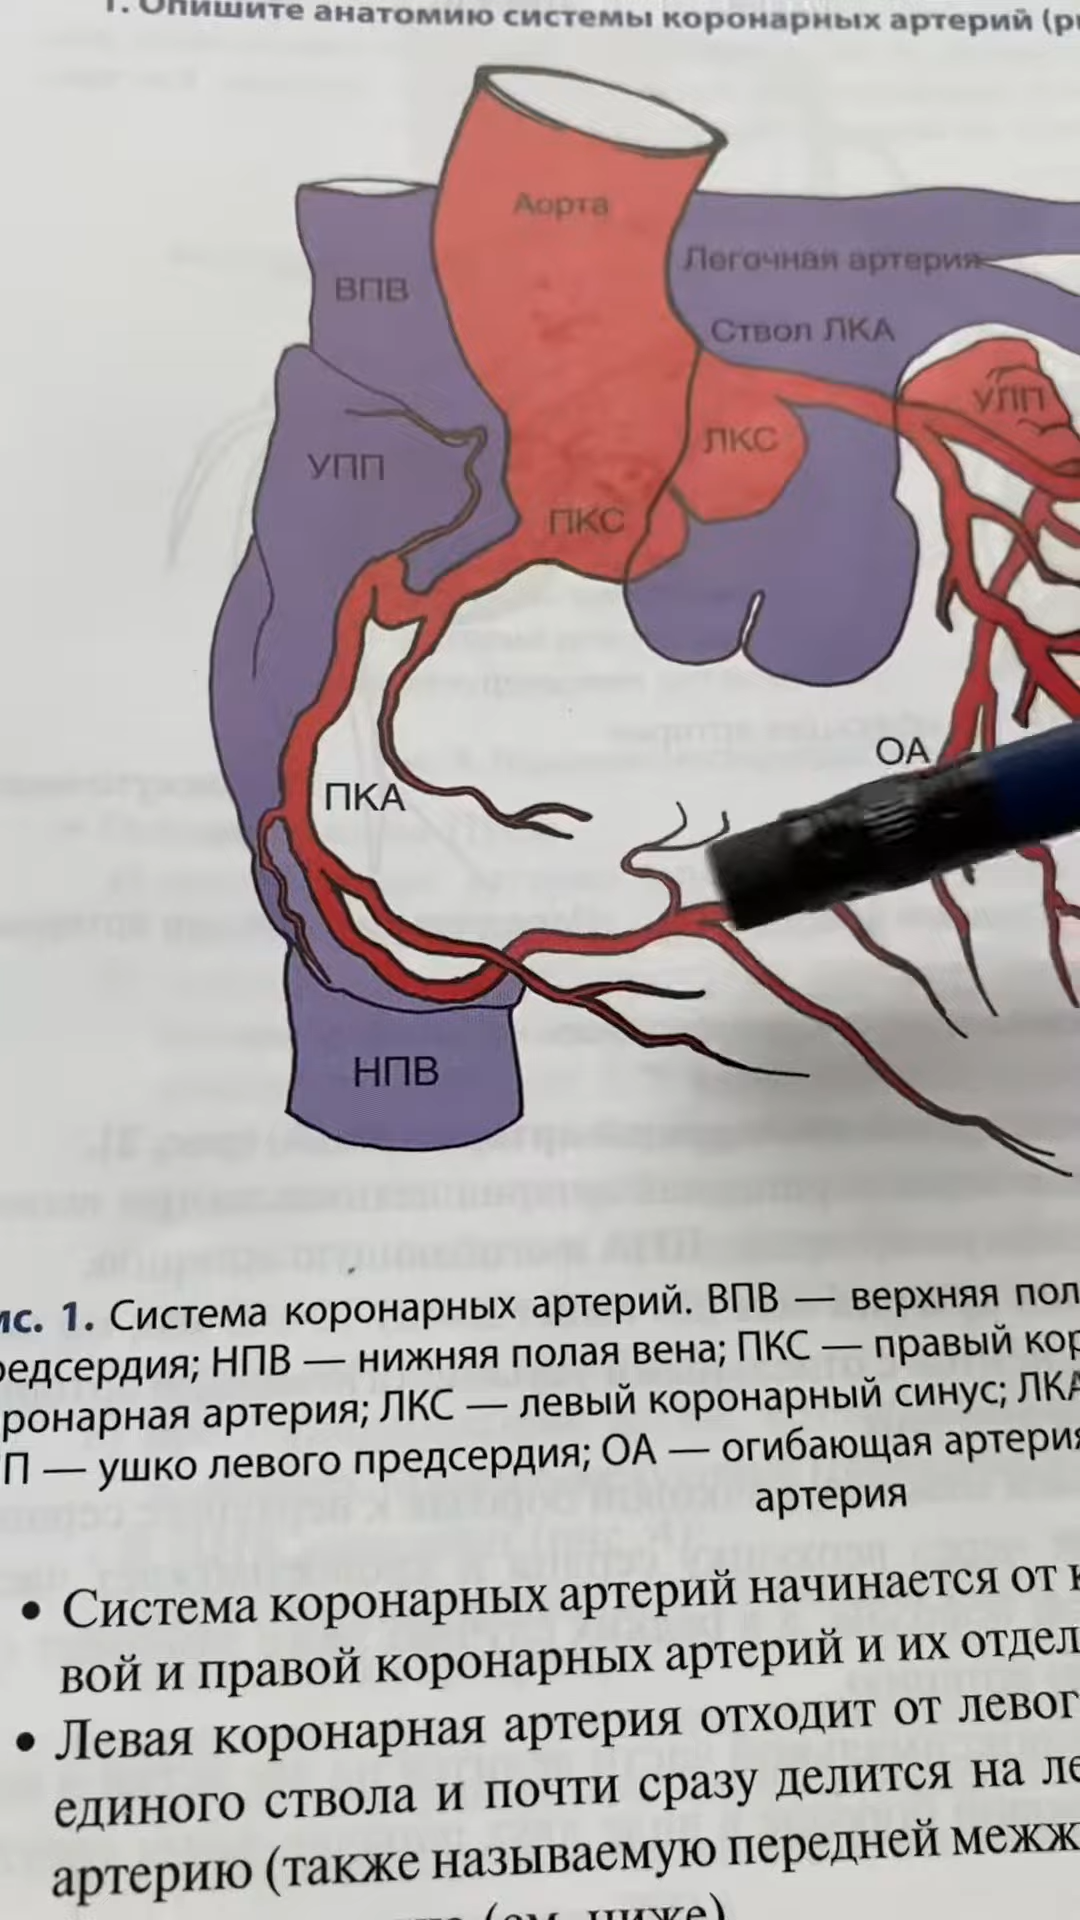 1. Опишите анатомию системы коронарных артерий
Аорта
Легочная артерия
ВПВ
Ствол ЛКА
УЛП
ЛКС
УПП
ПКС
ОА
ПКА
НПВ
ис. 1. Система коронарных артерий. ВПВ — верхняя пол
редсердия; НПВ — нижняя полая вена; ПКС — правый кор
ронарная артерия; ЛКС — левый коронарный синус; ЛКА
П — ушко левого предсердия; ОА — огибающая артерия
артерия
• Система коронарных артерий начинается от к
вой и правой коронарных артерий и их отдел
• Левая коронарная артерия отходит от левог
единого ствола и почти сразу делится на ле
артерию (также называемую передней межж
(см. ниже)